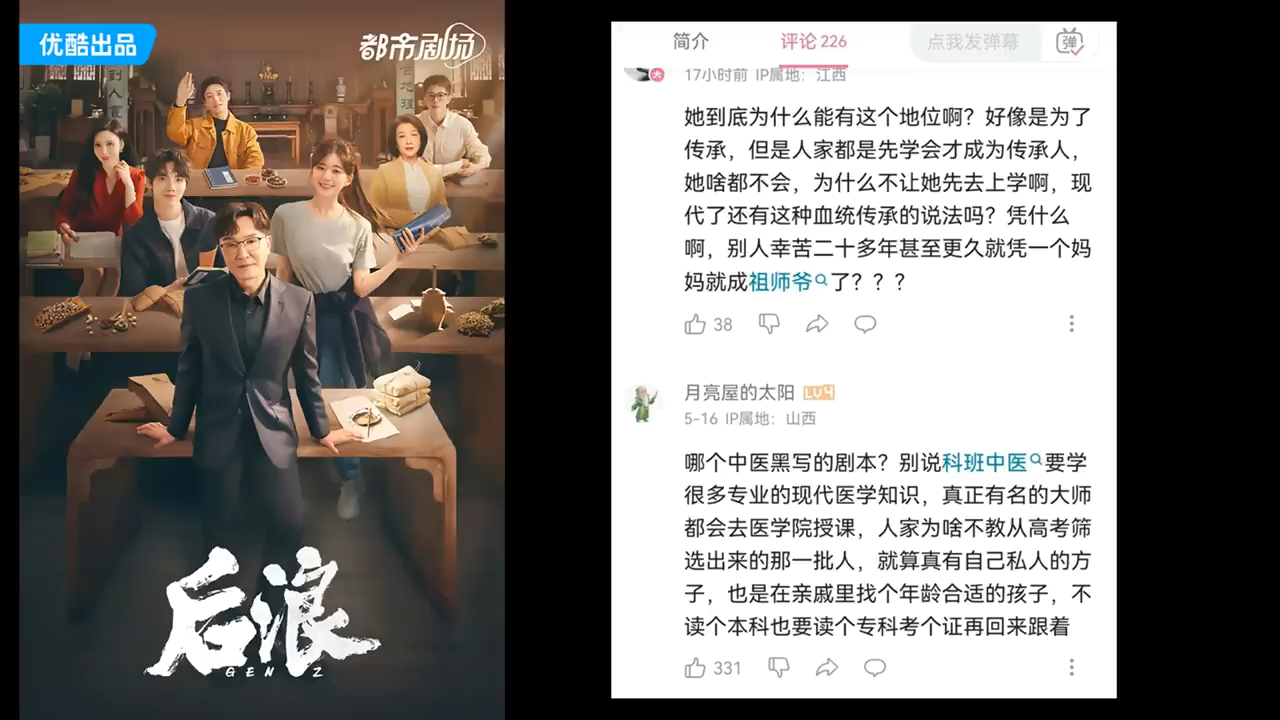 优酷出品
都市剧场
后浪
GEN Z
简介
评论 226
点我发弹幕
弹
17小时前 IP属地：江西
她到底为什么能有这个地位啊？好像是为了
传承，但是人家都是先学会才成为传承人，
她啥都不会，为什么不让她先去上学啊，现
代了还有这种血统传承的说法吗？凭什么
啊，别人幸苦二十多年甚至更久就凭一个妈
妈就成祖师爷了？？？
38
月亮屋的太阳 LV4
5-16 IP属地：山西
哪个中医黑写的剧本？别说科班中医要学
很多专业的现代医学知识，真正有名的大师
都会去医学院授课，人家为啥不教从高考筛
选出来的那一批人，就算真有自己私人的方
子，也是在亲戚里找个年龄合适的孩子，不
读个本科也要读个专科考个证再回来跟着
331